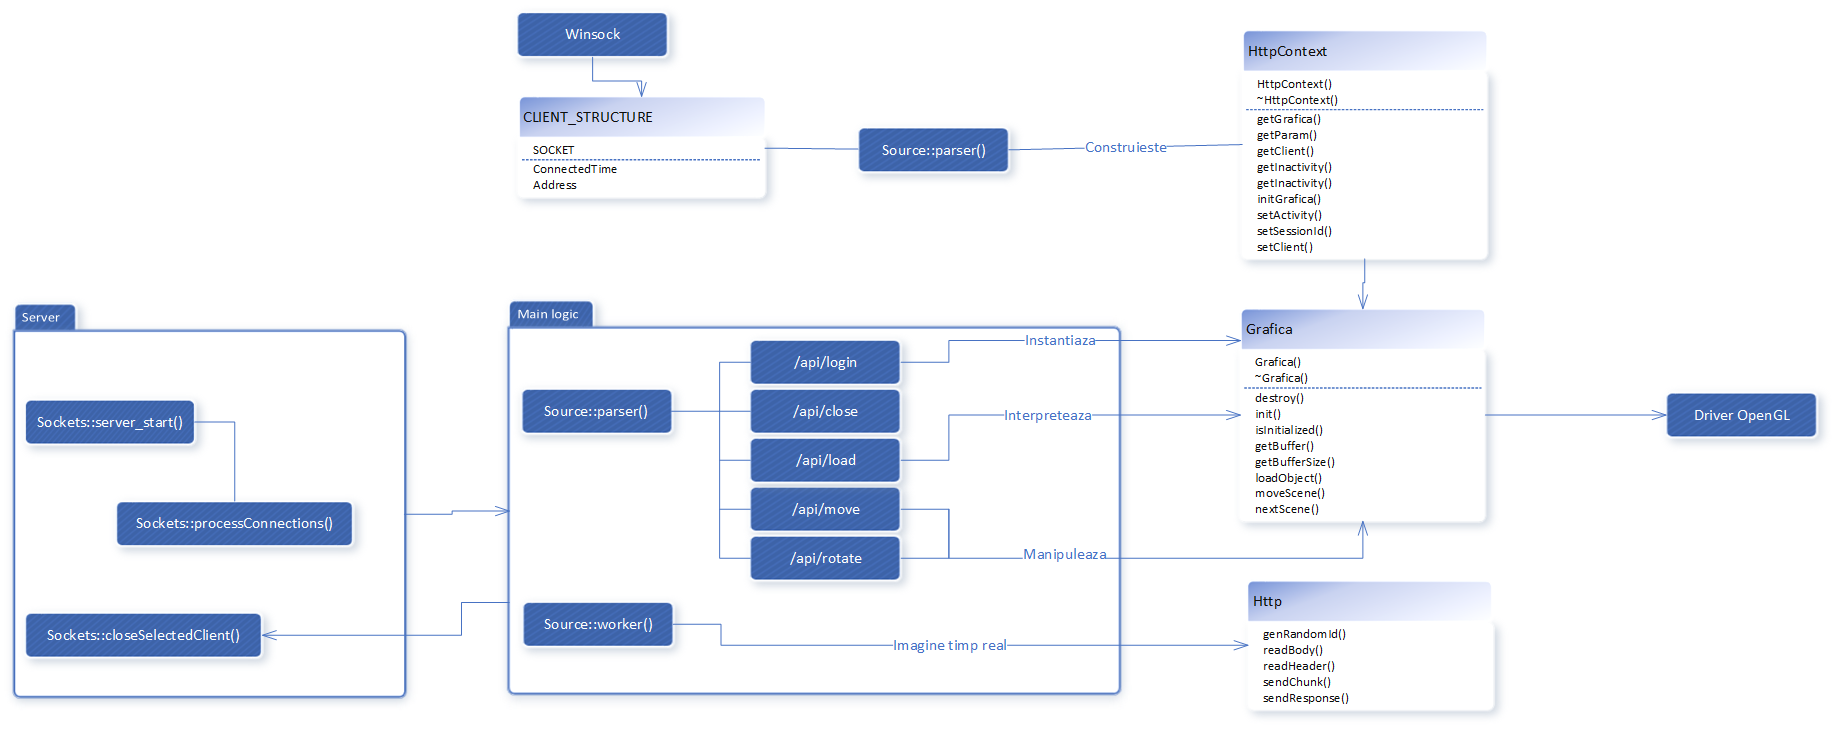 Winsock
CLIENT_STRUCTURE
SOCKET
ConnectedTime
Address
Source::parser()
Construieste
HttpContext
HttpContext()
~HttpContext()
getGrafica()
getParam()
getClient()
getInactivity()
getInactivity()
initGrafica()
setActivity()
setSessionId()
setClient()
Server
Sockets::server_start()
Sockets::processConnections()
Sockets::closeSelectedClient()
Main logic
Source::parser()
/api/login
/api/close
/api/load
/api/move
/api/rotate
Source::worker()
Instantiaza
Interpreteaza
Manipuleaza
Imagine timp real
Grafica
Grafica()
~Grafica()
destroy()
init()
isInitialized()
getBuffer()
getBufferSize()
loadObject()
moveScene()
nextScene()
Driver OpenGL
Http
genRandomId()
readBody()
readHeader()
sendChunk()
sendResponse()